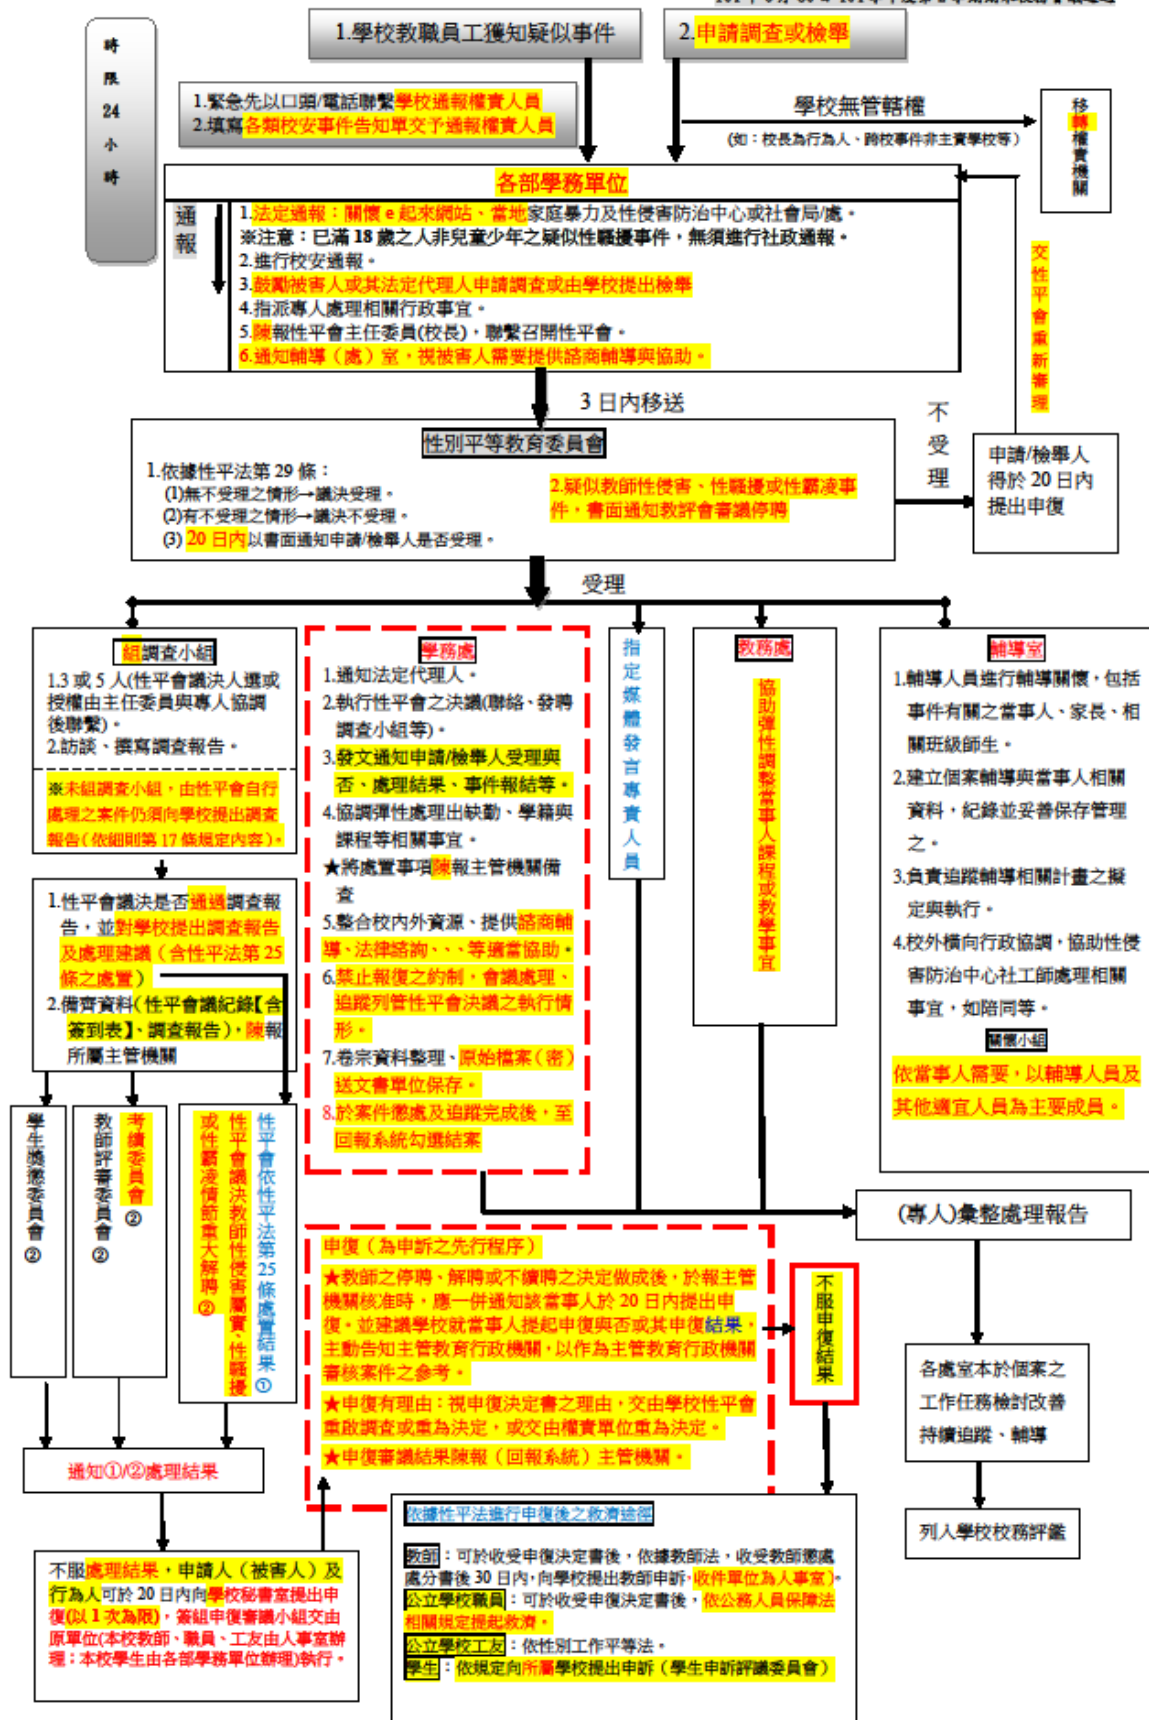 時
限
24
小
時
1.學校教職員工獲知疑似事件
2.申請調查或檢舉
1.緊急先以口頭/電話聯繫學校通報權責人員
2.填寫各類校安事件告知單交予通報權責人員
學校無管轄權
(如：校長為行為人、跨校事件非主責學校等)
移轉權責機關
各部學務單位
通報
1.法定通報：關懷 e 起來網站、當地家庭暴力及性侵害防治中心或社會局/處。
※注意：已滿 18 歲之人非兒童少年之疑似性騷擾事件，無須進行社政通報。
2.進行校安通報。
3.鼓勵被害人或其法定代理人申請調查或由學校提出檢舉
4.指派專人處理相關行政事宜。
5.陳報性平會主任委員(校長)，聯繫召開性平會。
6.通知輔導（處）室，視被害人需要提供諮商輔導與協助。
交性平會重新審理
3 日內移送
不受理
性別平等教育委員會
1.依據性平法第 29 條：
(1)無不受理之情形→議決受理。
(2)有不受理之情形→議決不受理。
(3) 20 日內以書面通知申請/檢舉人是否受理。
2.疑似教師性侵害、性騷擾或性霸凌事
件，書面通知教評會審議停聘
申請/檢舉人
得於 20 日內
提出申復
受理
組調查小組
1.3 或 5 人(性平會議決人選或
授權由主任委員與專人協調
後聯繫)。
2.訪談、撰寫調查報告。
※未組調查小組，由性平會自行
處理之案件仍須向學校提出調查
報告(依細則第 17 條規定內容)。
學務處
1.通知法定代理人。
2.執行性平會之決議(聯絡、發聘
調查小組等)。
3.發文通知申請/檢舉人受理與
否、處理結果、事件報結等。
4.協調彈性處理出缺勤、學籍與
課程等相關事宜。
★將處置事項陳報主管機關備
查
5.整合校內外資源、提供諮商輔
導、法律諮詢、、、等適當協助。
6.禁止報復之約制，會議處理、
追蹤列管性平會決議之執行情
形。
7.卷宗資料整理、原始檔案（密）
送文書單位保存。
8.於案件懲處及追蹤完成後，至
回報系統勾選結案
指定媒體發言專責人員
教務處
協助彈性調整當事人課程或教學事宜
輔導室
1.輔導人員進行輔導關懷，包括
事件有關之當事人、家長、相
關班級師生。
2.建立個案輔導與當事人相關
資料，紀錄並妥善保存管理
之。
3.負責追蹤輔導相關計畫之擬
定與執行。
4.校外橫向行政協調，協助性侵
害防治中心社工師處理相關
事宜，如陪同等。
關懷小組
依當事人需要，以輔導人員及
其他適宜人員為主要成員。
1.性平會議決是否通過調查報
告，並對學校提出調查報告
及處理建議（含性平法第 25
條之處置）
2.備齊資料(性平會議紀錄【含
簽到表】、調查報告)，陳報
所屬主管機關
學生獎懲委員會②
考績委員會
教師評審委員會②
性平會依性平法第25條處置結果①
性平會議決教師性侵害屬實、性騷擾
或性霸凌情節重大解聘②
通知①/②處理結果
不服處理結果，申請人（被害人）及
行為人可於 20 日內向學校秘書室提出申
復(以 1 次為限)，簽組申復審議小組交由
原單位(本校教師、職員、工友由人事室辦
理；本校學生由各部學務單位辦理)執行。
申復（為申訴之先行程序）
★教師之停聘、解聘或不續聘之決定做成後，於報主管
機關核准時，應一併通知該當事人於 20 日內提出申
復。並建議學校就當事人提起申復與否或其申復結果，
主動告知主管教育行政機關，以作為主管教育行政機關
審核案件之參考。
★申復有理由：視申復決定書之理由，交由學校性平會
重啟調查或重為決定，或交由權責單位重為決定。
★申復審議結果陳報（回報系統）主管機關。
不服申復結果
(專人)彙整處理報告
各處室本於個案之
工作任務檢討改善
持續追蹤、輔導
列入學校校務評鑑
依據性平法進行申復後之救濟途徑
教師：可於收受申復決定書後，依據教師法，收受教師懲處
處分書後 30 日內，向學校提出教師申訴，收件單位為人事室)。
公立學校職員：可於收受申復決定書後，依公務人員保障法
相關規定提起救濟。
公立學校工友：依性別工作平等法。
學生：依規定向所屬學校提出申訴（學生申訴評議委員會）